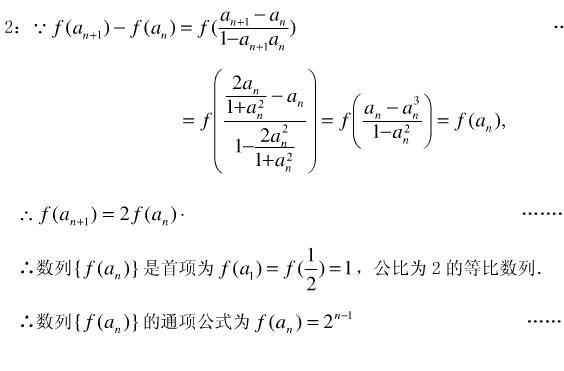 2：∵ f(a_{n+1}) − f(a_n) = f(\frac{a_{n+1} − a_n}{1 − a_{n+1}a_n}) ··
= f\left(\frac{\frac{2a_n}{1+a_n^2} − a_n}{1 − \frac{2a_n^2}{1+a_n^2}}\right) = f\left(\frac{a_n − a_n^3}{1 − a_n^2}\right) = f(a_n),
∴ f(a_{n+1}) = 2f(a_n)· ·······
∴数列{f(a_n)}是首项为 f(a_1) = f(\frac{1}{2}) = 1，公比为 2 的等比数列．
∴数列{f(a_n)}的通项公式为 f(a_n) = 2^{n−1} ······